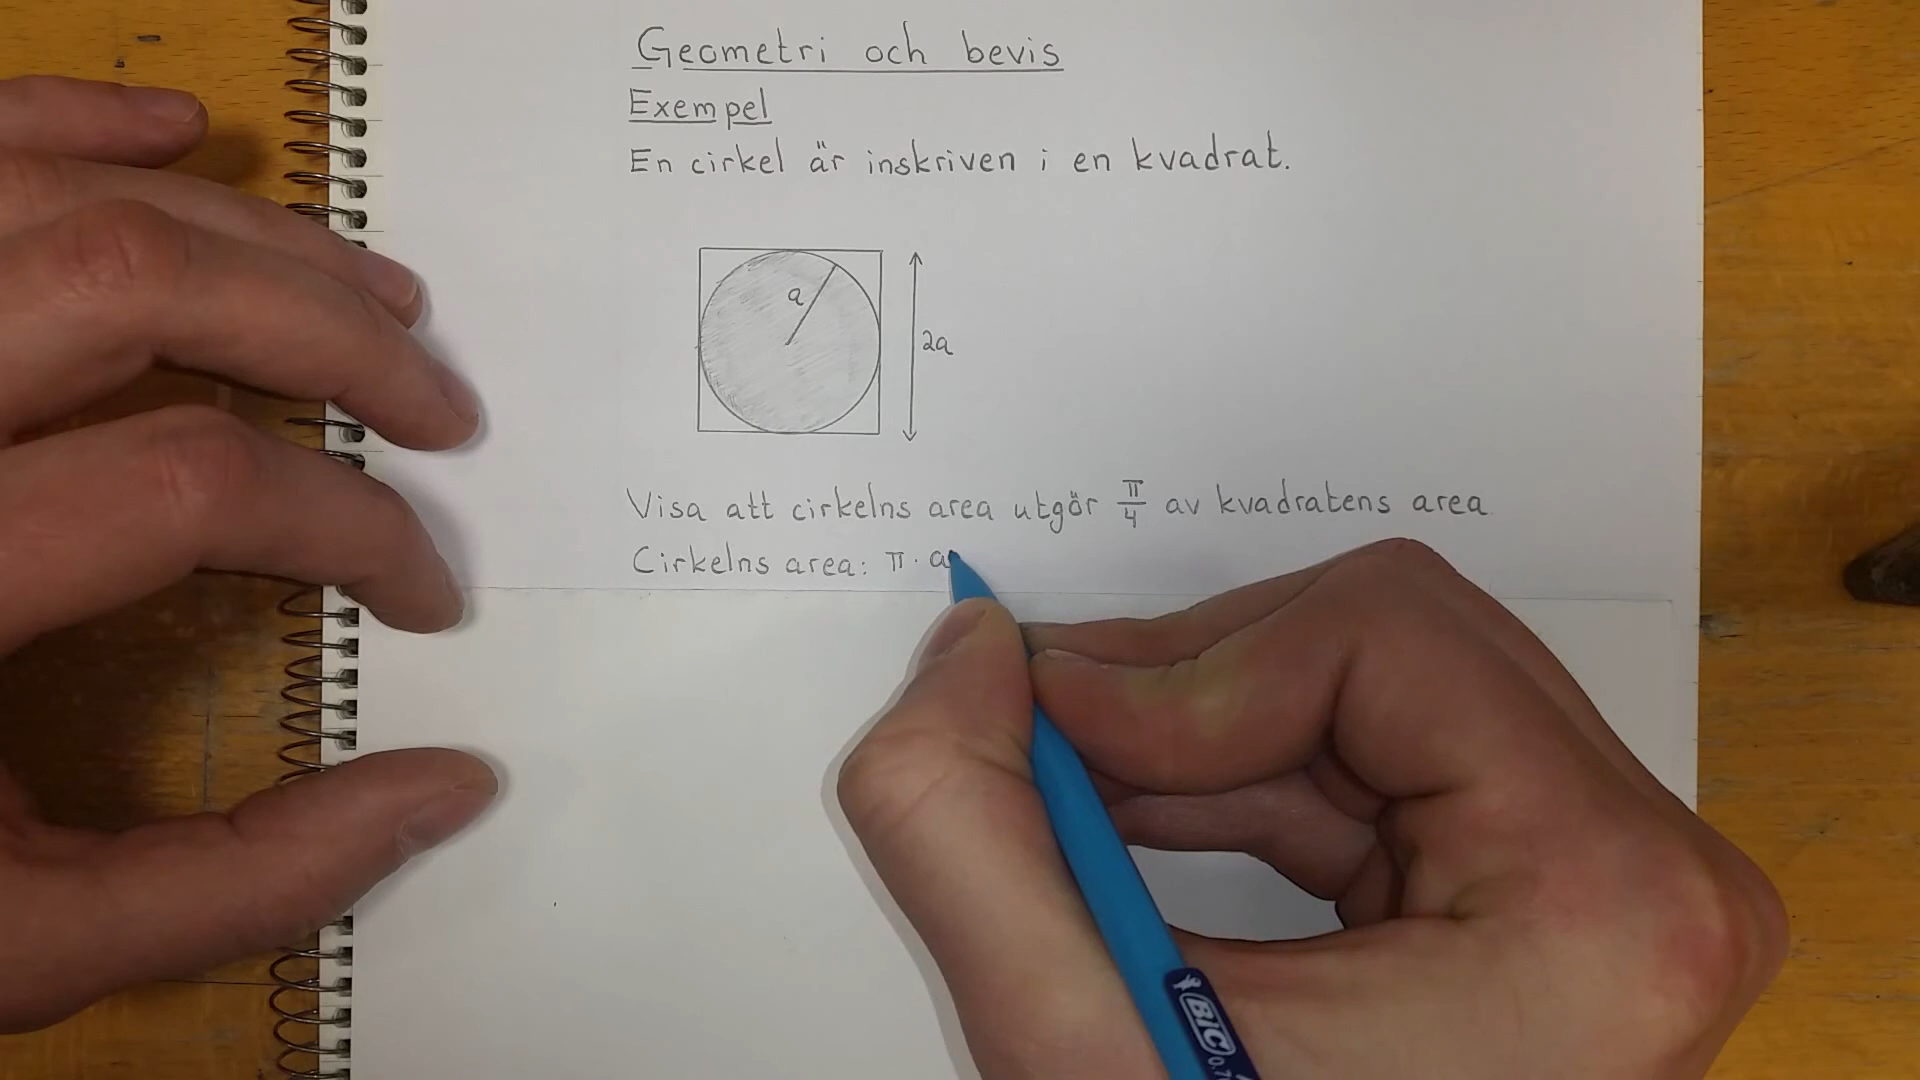 Geometri och bevis
Exempel
En cirkel är inskriven i en kvadrat.
a
2a
Visa att cirkelns area utgör π/4 av kvadratens area
Cirkelns area: π · a
BIC